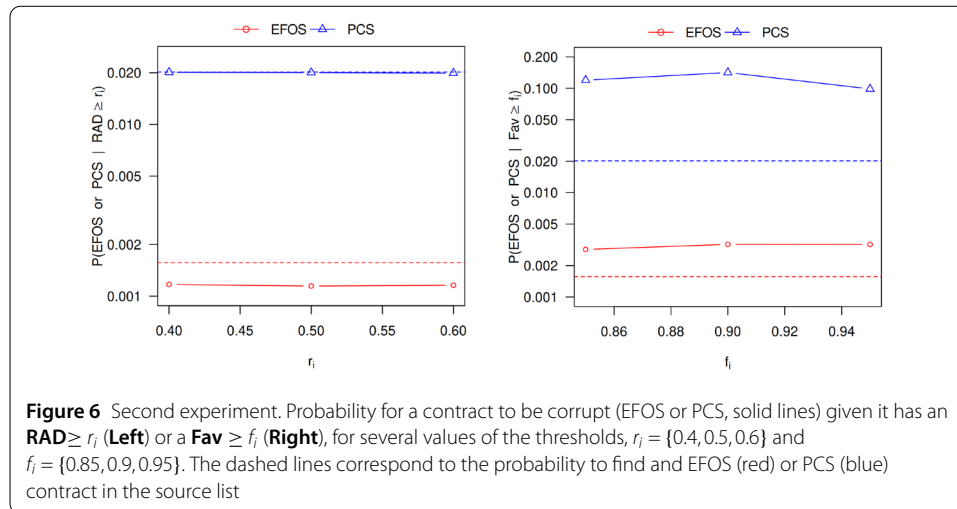 EFOS PCS
0.020
0.010
0.005
0.002
0.001
P(EFOS or PCS | RAD ≥ ri)
0.40 0.45 0.50 0.55 0.60
ri
EFOS PCS
0.200
0.100
0.050
0.020
0.010
0.005
0.002
0.001
P(EFOS or PCS | Fav ≥ fi)
0.86 0.88 0.90 0.92 0.94
fi
Figure 6 Second experiment. Probability for a contract to be corrupt (EFOS or PCS, solid lines) given it has an
RAD≥ ri (Left) or a Fav ≥ fi (Right), for several values of the thresholds, ri = {0.4, 0.5, 0.6} and
fi = {0.85, 0.9, 0.95}. The dashed lines correspond to the probability to find and EFOS (red) or PCS (blue)
contract in the source list